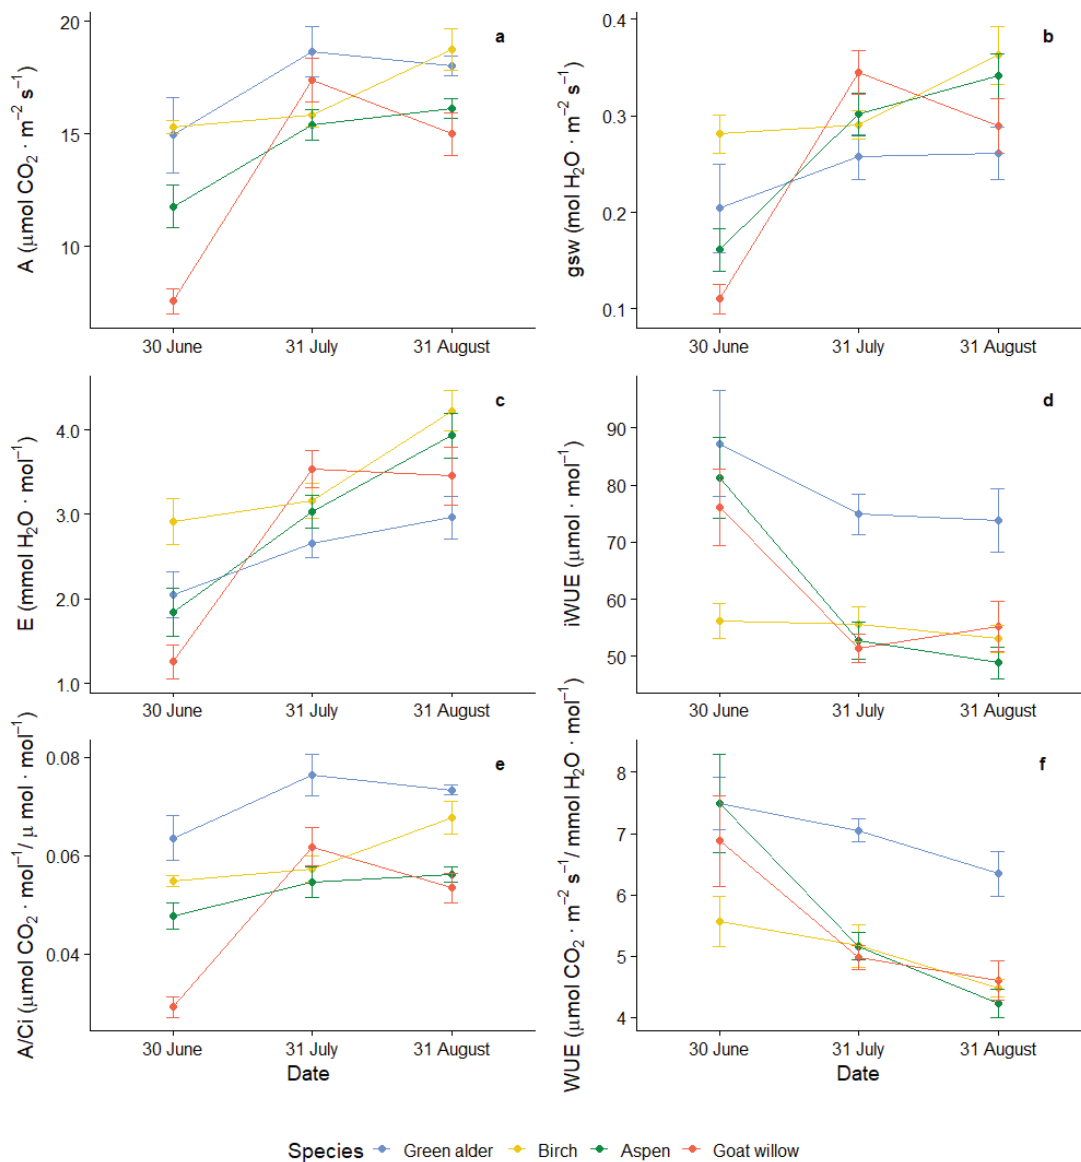 a
A (μmol CO₂ · m⁻² s⁻¹)
20
15
10
30 June 31 July 31 August
b
gsw (mol H₂O · m⁻² s⁻¹)
0.4
0.3
0.2
0.1
30 June 31 July 31 August
c
E (mmol H₂O · mol⁻¹)
4.0
3.0
2.0
1.0
30 June 31 July 31 August
d
iWUE (μmol · mol⁻¹)
90
80
70
60
50
30 June 31 July 31 August
e
A/Ci (μmol CO₂ · mol⁻¹/ μ mol · mol⁻¹)
0.08
0.06
0.04
30 June 31 July 31 August
Date
f
WUE (μmol CO₂ · m⁻² s⁻¹/ mmol H₂O · mol⁻¹)
8
7
6
5
4
30 June 31 July 31 August
Date
Species Green alder Birch Aspen Goat willow